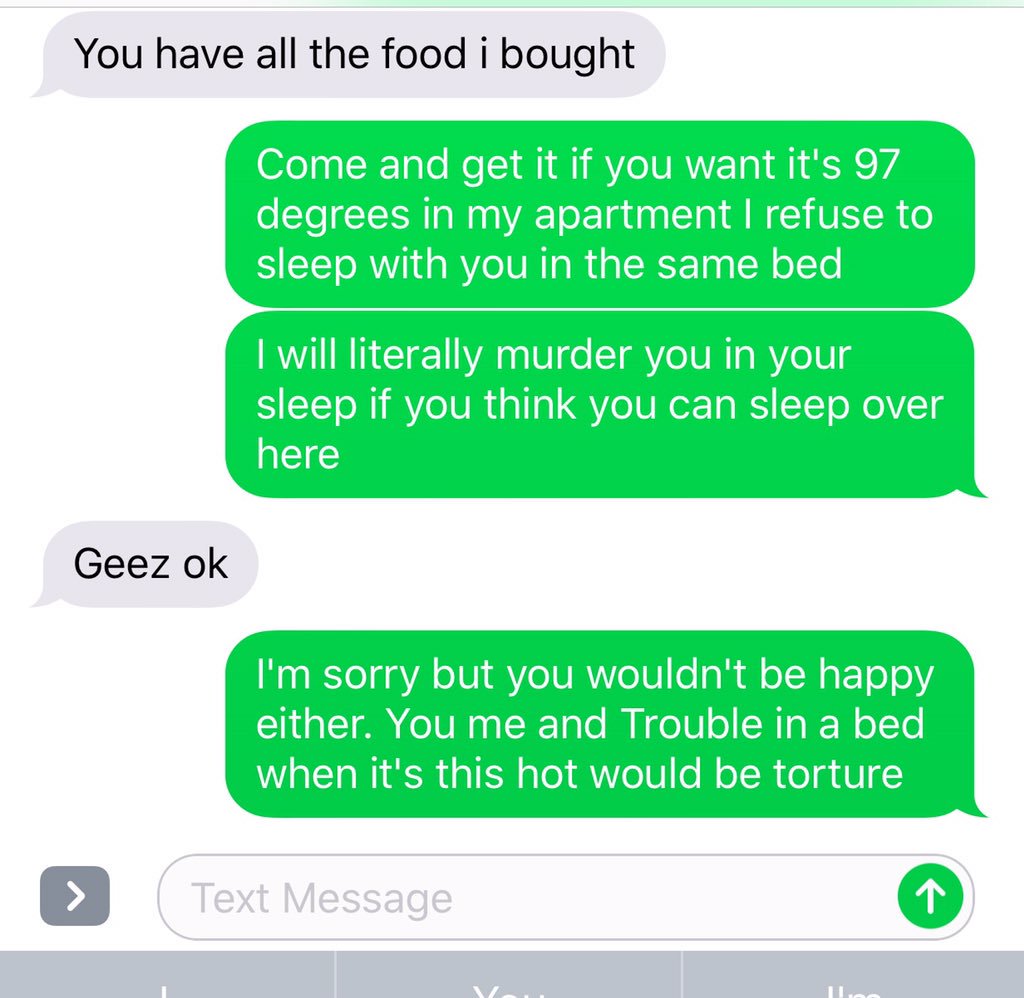 You have all the food i bought
Come and get it if you want it's 97
degrees in my apartment I refuse to
sleep with you in the same bed
I will literally murder you in your
sleep if you think you can sleep over
here
Geez ok
I'm sorry but you wouldn't be happy
either. You me and Trouble in a bed
when it's this hot would be torture
Text Message
I You I'm